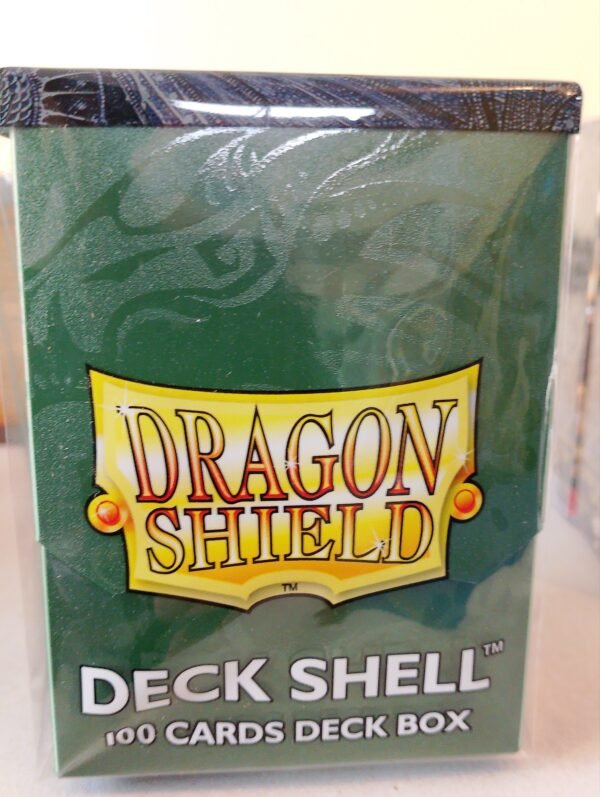 DRAGON
SHIELD
TM
DECK SHELL™
100 CARDS DECK BOX